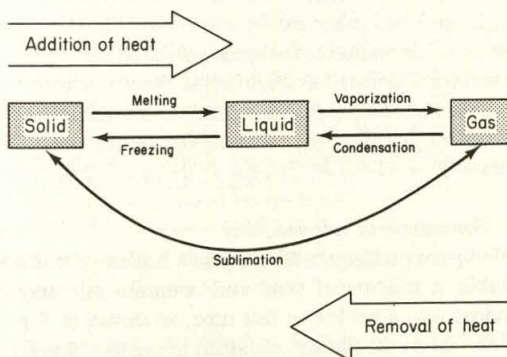 Addition of heat
Melting
Vaporization
Solid
Liquid
Gas
Freezing
Condensation
Sublimation
Removal of heat